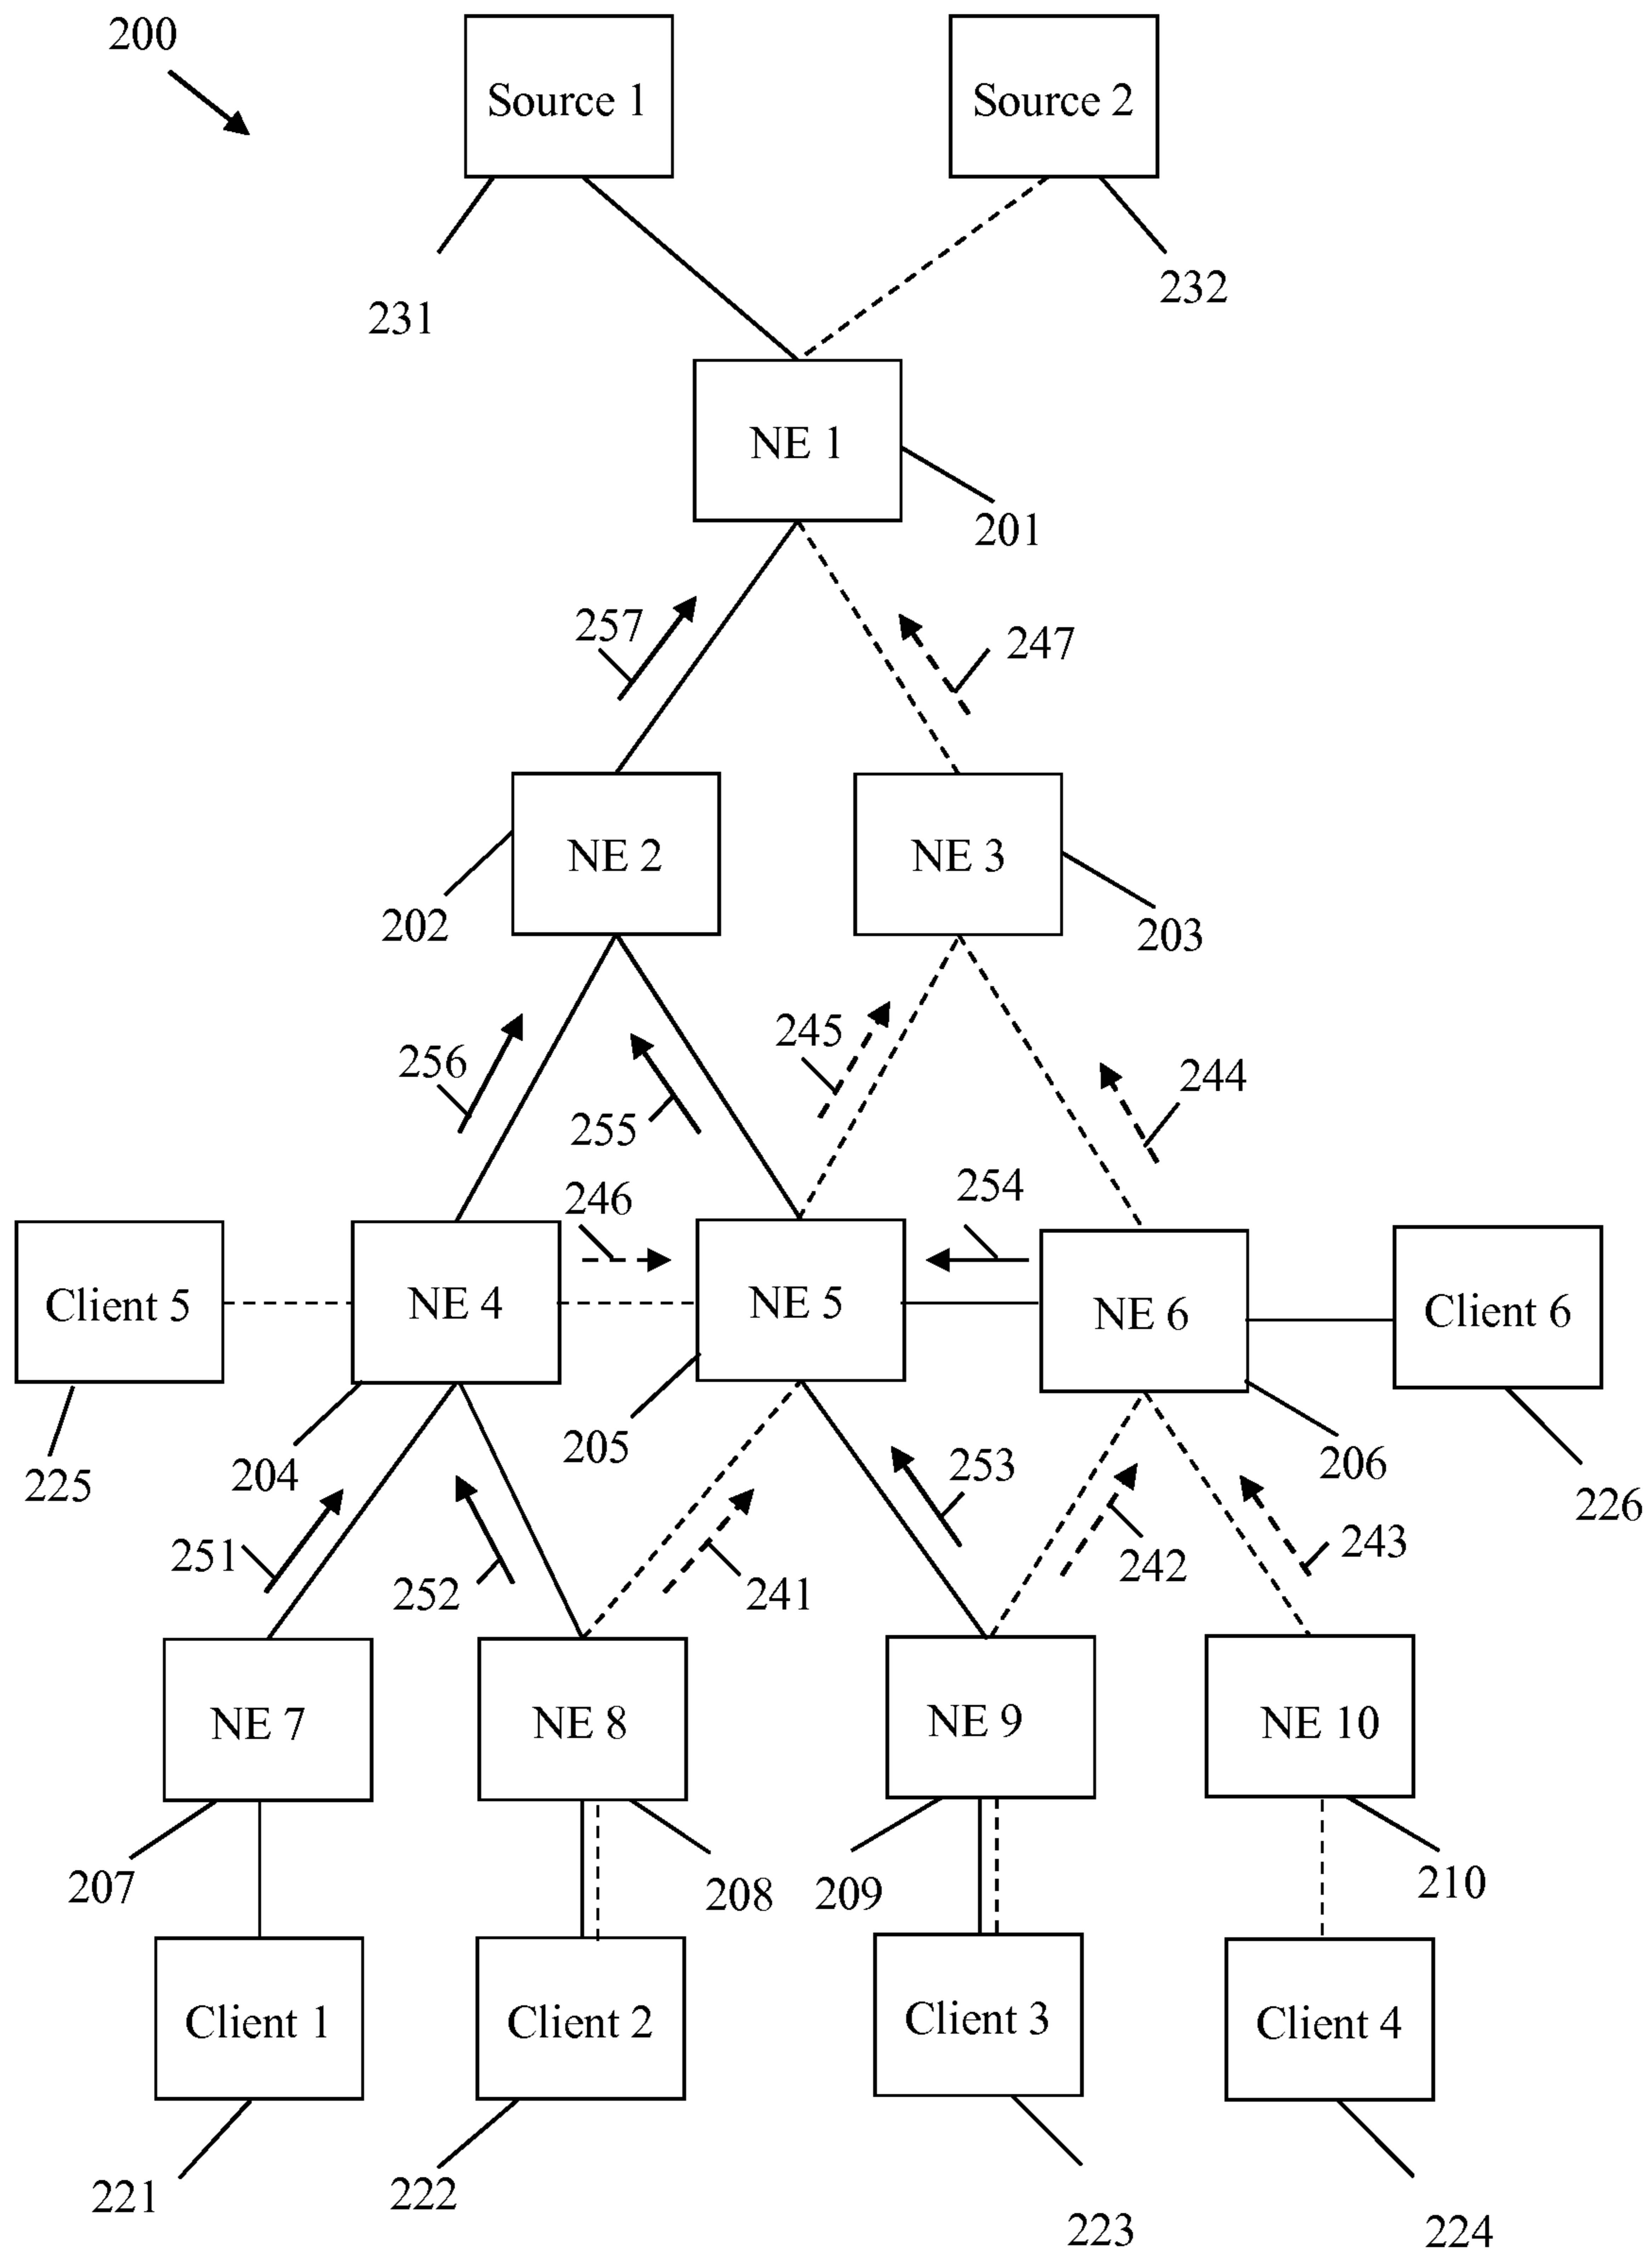 200
Source 1
Source 2
231
232
NE 1
201
257
247
NE 2
NE 3
202
203
256
255
245
244
246
254
Client 5
NE 4
NE 5
NE 6
Client 6
225
204
205
206
226
251
252
241
253
242
243
NE 7
NE 8
NE 9
NE 10
207
208
209
210
Client 1
Client 2
Client 3
Client 4
221
222
223
224